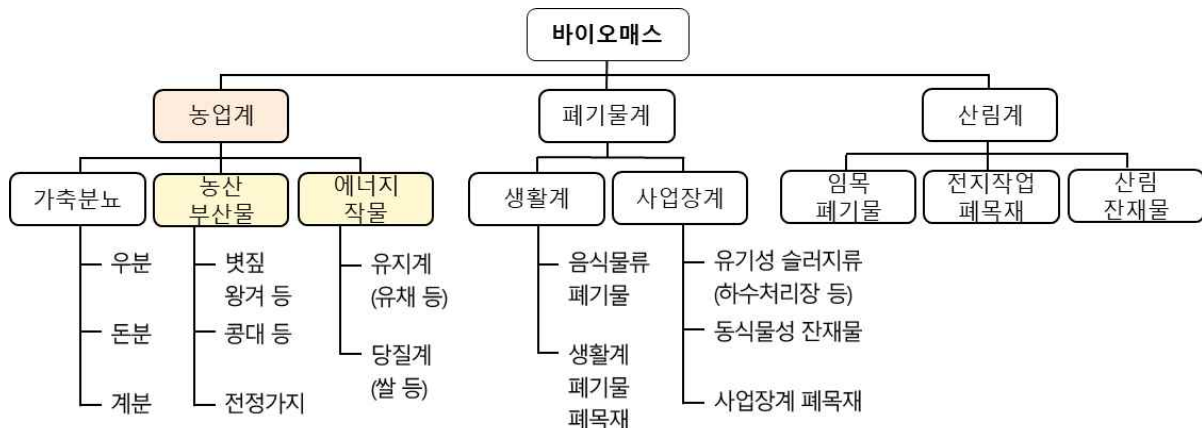 바이오매스
농업계
폐기물계
산림계
가축분뇨
농산
부산물
에너지
작물
생활계
사업장계
임목
폐기물
전지작업
폐목재
산림
잔재물
우분
돈분
계분
볏짚
왕겨 등
콩대 등
전정가지
유지계
(유채 등)
당질계
(쌀 등)
음식물류
폐기물
생활계
폐기물
폐목재
유기성 슬러지류
(하수처리장 등)
동식물성 잔재물
사업장계 폐목재